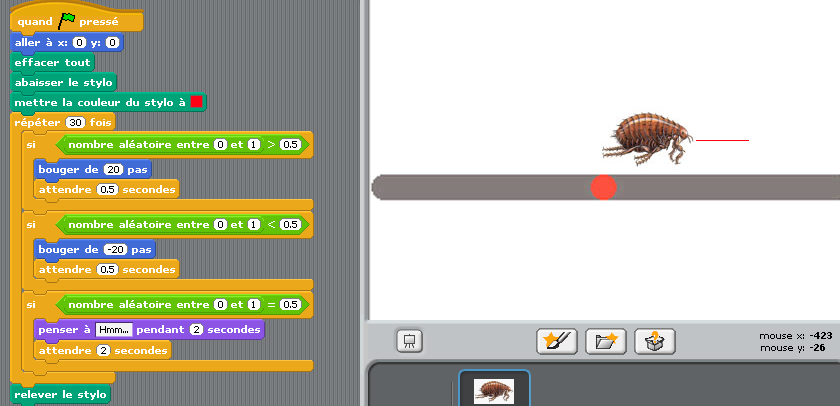 quand pressé
aller à x: 0 y: 0
effacer tout
abaisser le stylo
mettre la couleur du stylo à
répéter 30 fois
si nombre aléatoire entre 0 et 1 > 0.5
bouger de 20 pas
attendre 0.5 secondes
si nombre aléatoire entre 0 et 1 < 0.5
bouger de -20 pas
attendre 0.5 secondes
si nombre aléatoire entre 0 et 1 = 0.5
penser à Hmm... pendant 2 secondes
attendre 2 secondes
relever le stylo
mouse x: -423
mouse y: -26